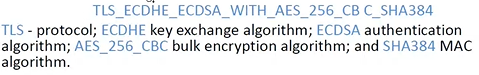 TLS_ECDHE_ECDSA_WITH_AES_256_CB C_SHA384
TLS - protocol; ECDHE key exchange algorithm; ECDSA authentication
algorithm; AES_256_CBC bulk encryption algorithm; and SHA384 MAC
algorithm.